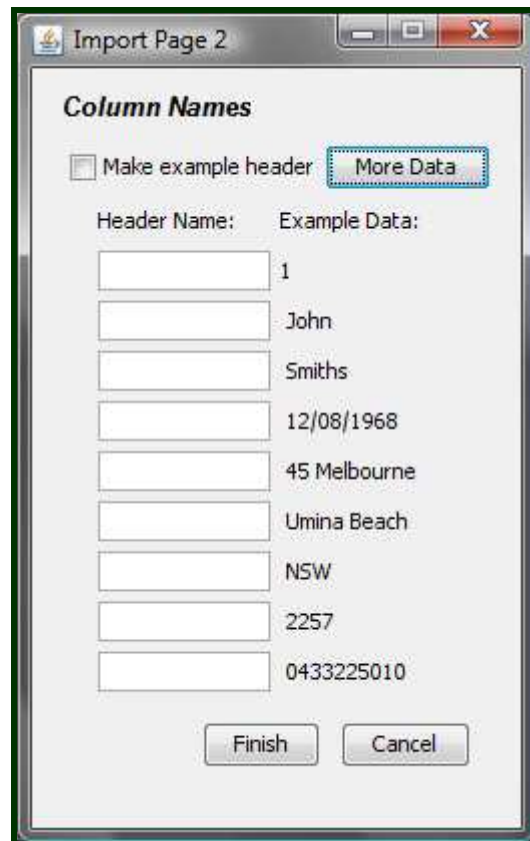 Import Page 2
Column Names
Make example header More Data
Header Name: Example Data:
1
John
Smiths
12/08/1968
45 Melbourne
Umina Beach
NSW
2257
0433225010
Finish Cancel